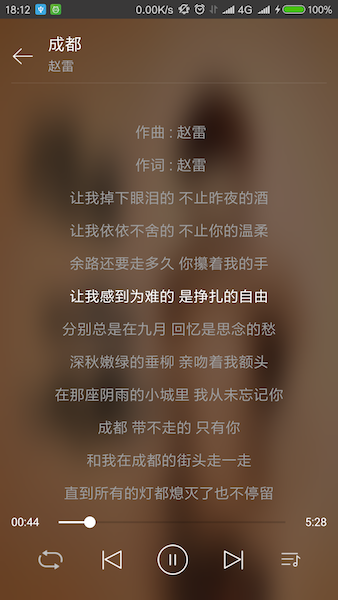 18:12 0.00K/s 4G 100%
成都
赵雷
作曲 : 赵雷
作词 : 赵雷
让我掉下眼泪的 不止昨夜的酒
让我依依不舍的 不止你的温柔
余路还要走多久 你攥着我的手
让我感到为难的 是挣扎的自由
分别总是在九月 回忆是思念的愁
深秋嫩绿的垂柳 亲吻着我额头
在那座阴雨的小城里 我从未忘记你
成都 带不走的 只有你
和我在成都的街头走一走
直到所有的灯都熄灭了也不停留
00:44 5:28